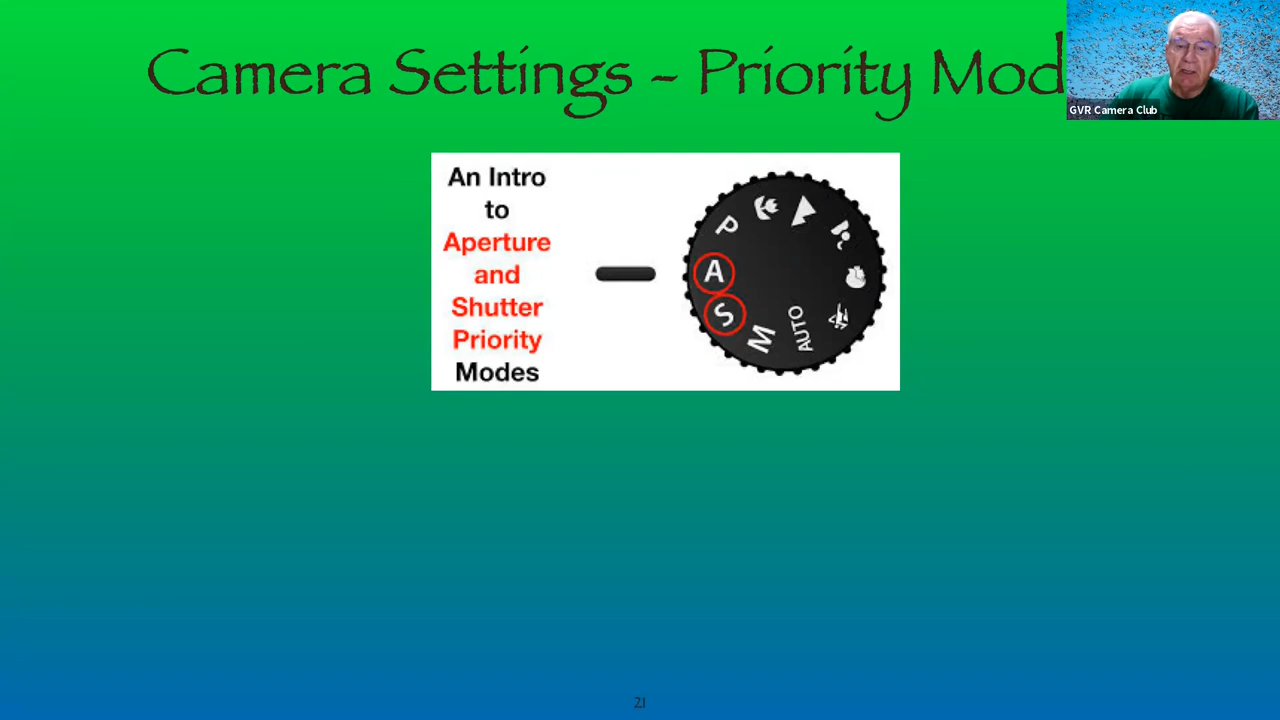 Camera Settings - Priority Mod
GVR Camera Club
An Intro
to
Aperture
and
Shutter
Priority
Modes
P
A
S
M
AUTO
21